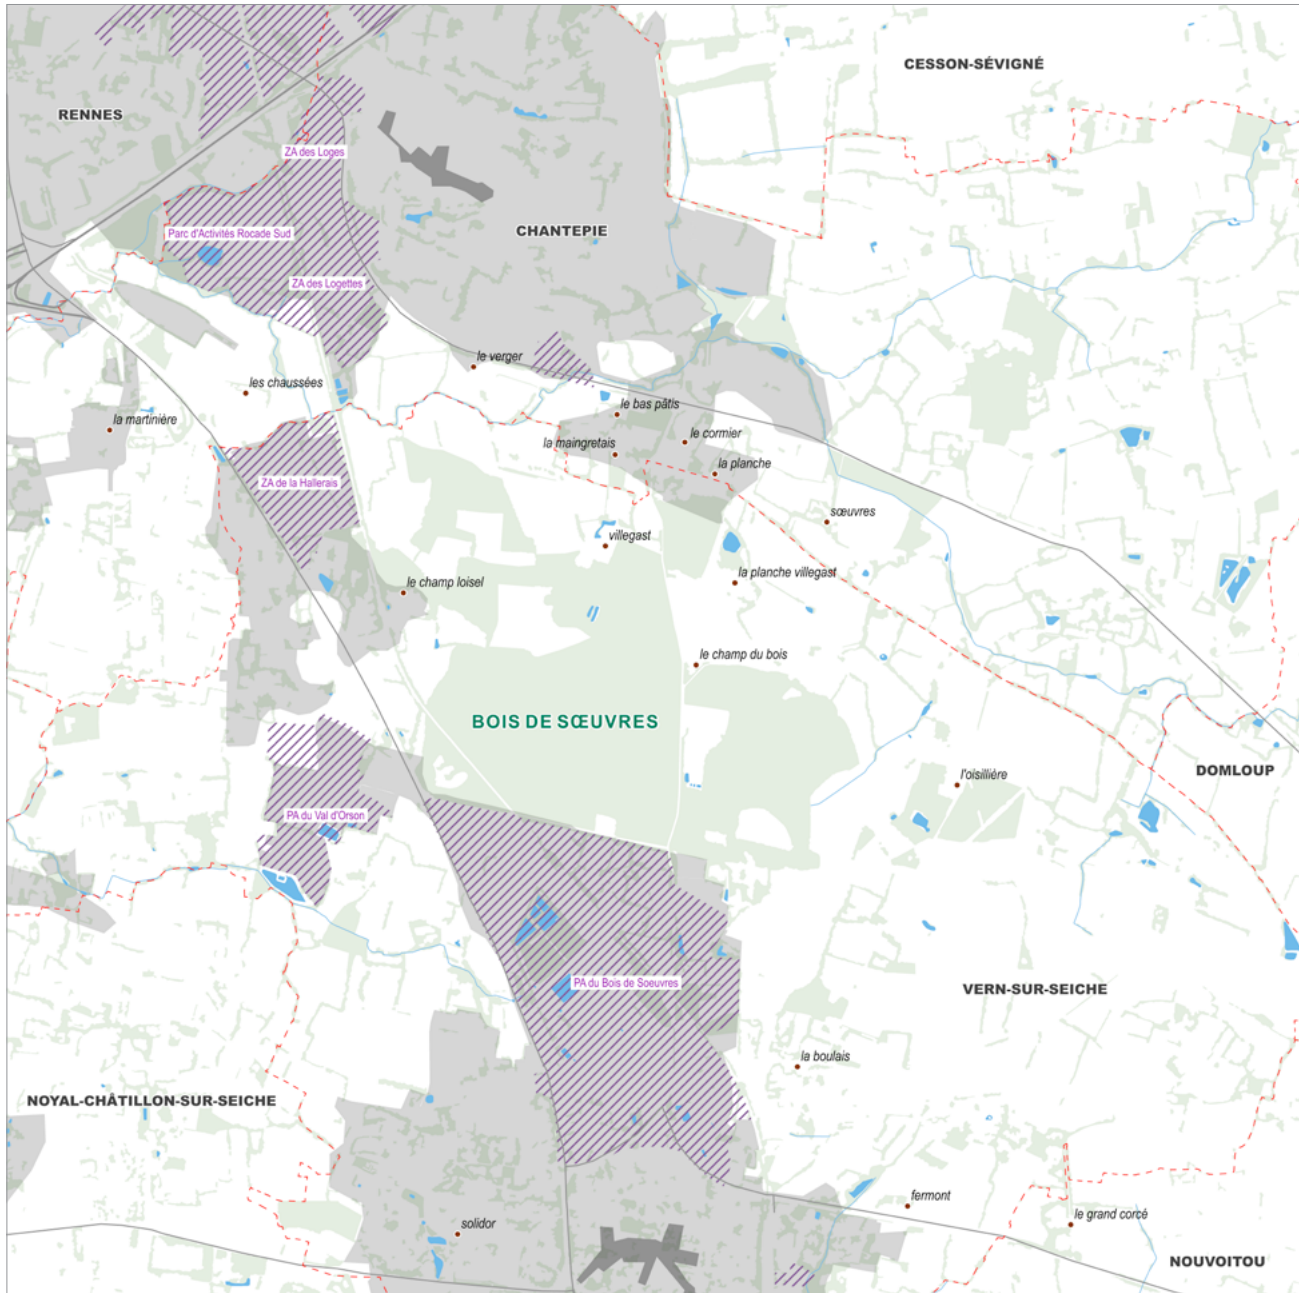 CESSON-SÉVIGNÉ
RENNES
ZA des Loges
CHANTEPIE
Parc d'Activités Rocade Sud
ZA des Logettes
le verger
les chaussées
le bas pâtis
la martinière
le cormier
la maingretais
la planche
ZA de la Hallerais
sœuvres
villegast
la planche villegast
le champ loisel
le champ du bois
BOIS DE SŒUVRES
DOMLOUP
l'oisillière
PA du Val d'Orson
PA du Bois de Soeuvres
VERN-SUR-SEICHE
la boulais
NOYAL-CHÂTILLON-SUR-SEICHE
fermont
le grand corcé
solidor
NOUVOITOU